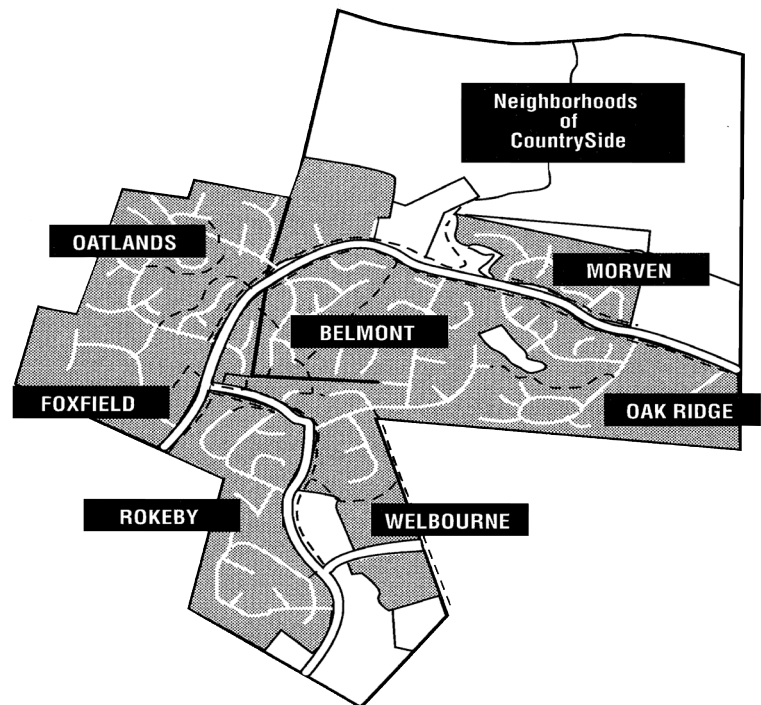 Neighborhoods
of
CountrySide
OATLANDS
MORVEN
BELMONT
FOXFIELD
OAK RIDGE
ROKEBY
WELBOURNE